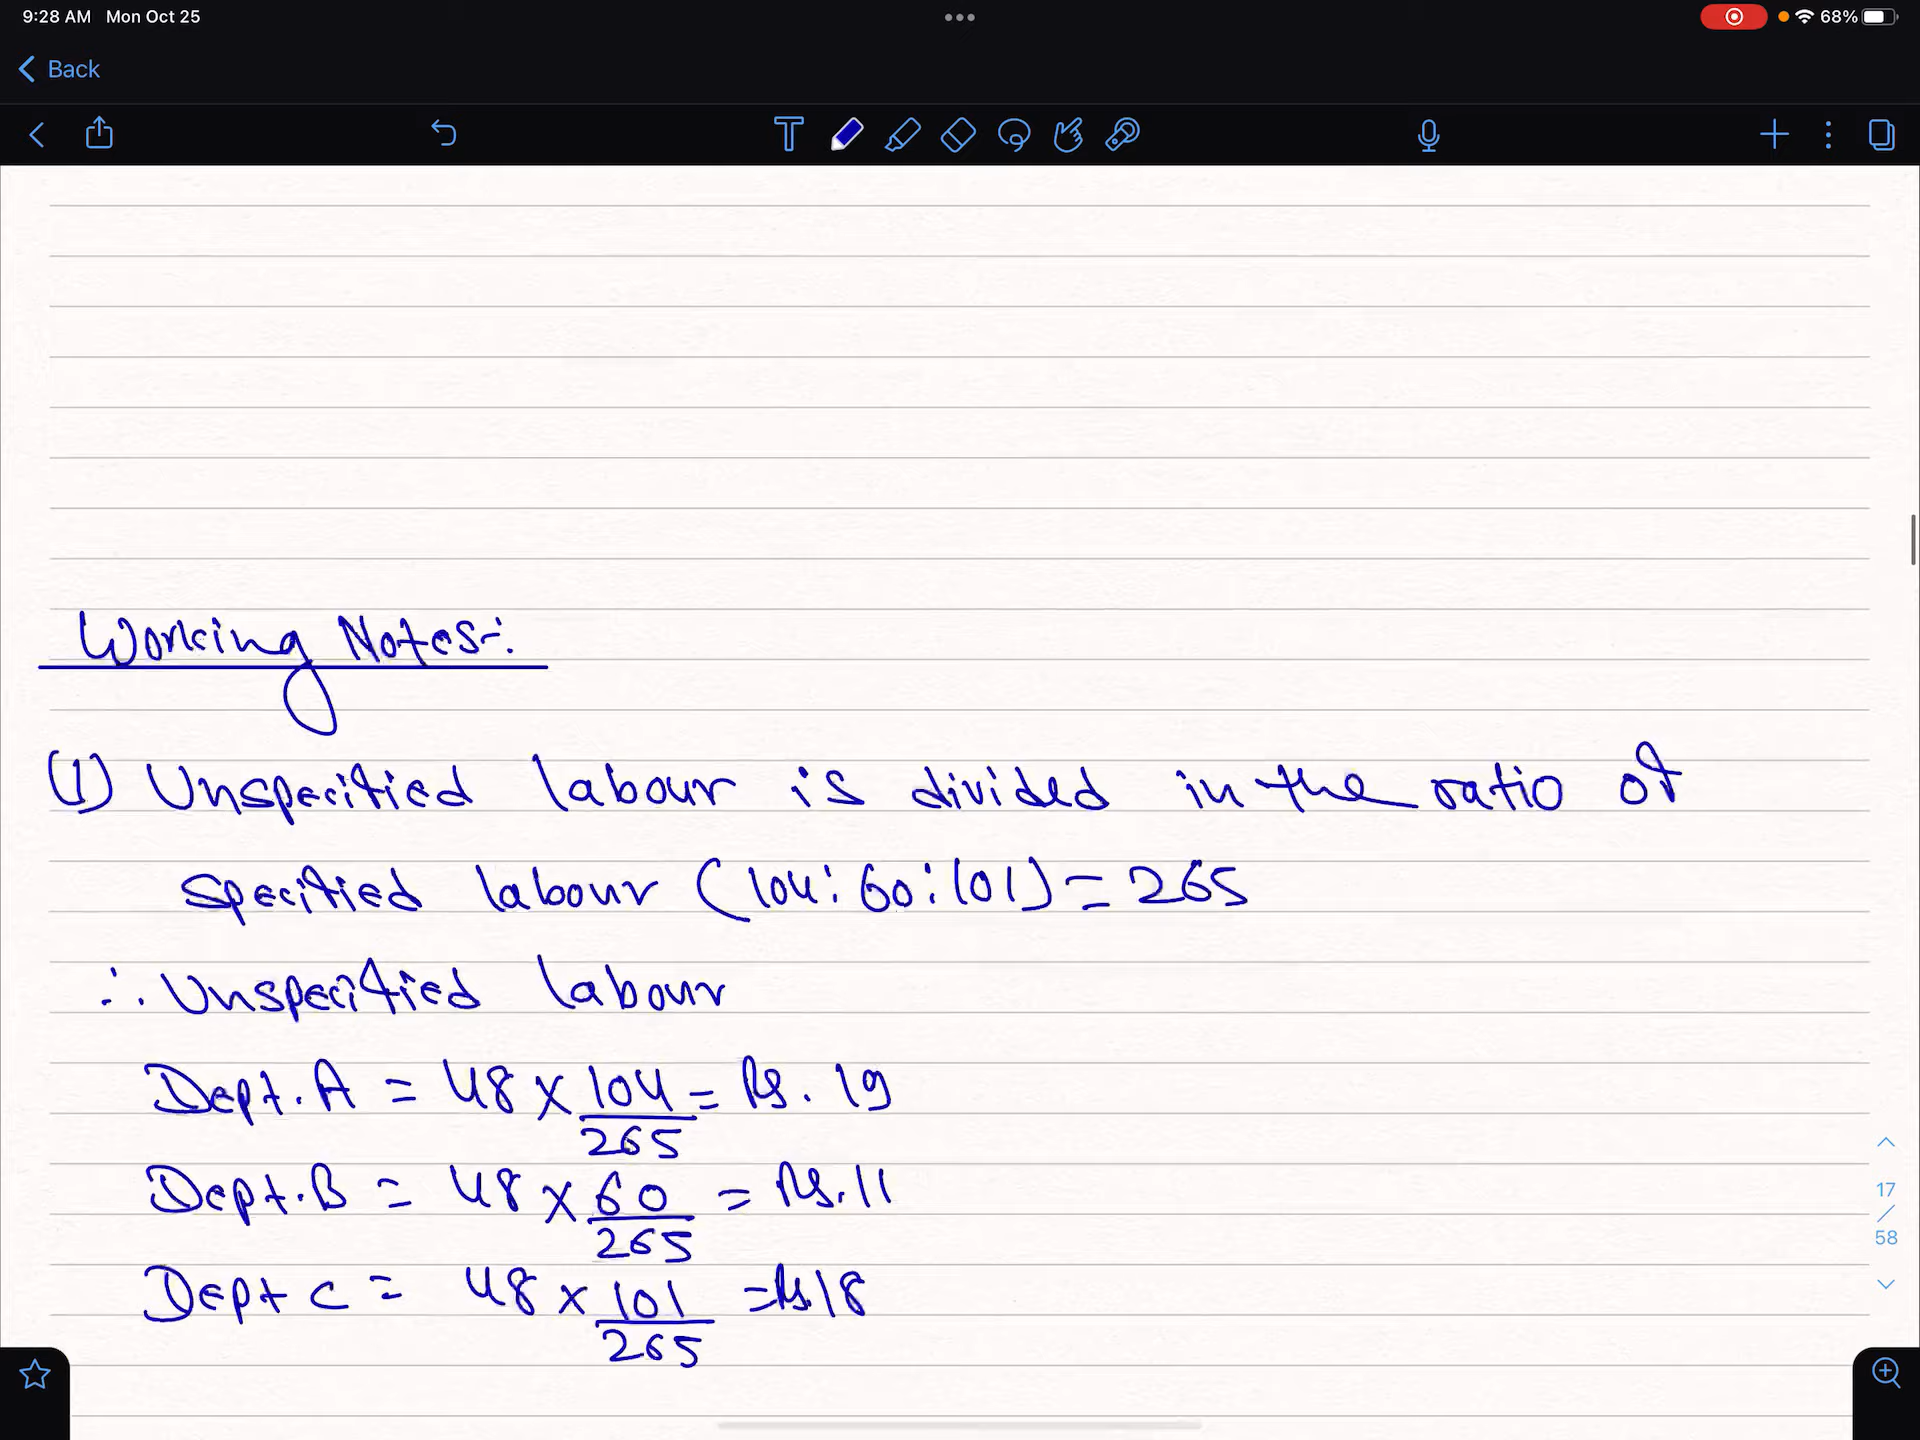 9:28 AM Mon Oct 25
68%
Back
Working Notes:-
(1) Unspecified labour is divided in the ratio of
specified labour (104:60:101) = 265
∴ Unspecified labour
Dept. A = 48 × 104/265 = Rs. 19
Dept. B = 48 × 60/265 = Rs. 11
Dept C = 48 × 101/265 = Rs. 18
17
/
58